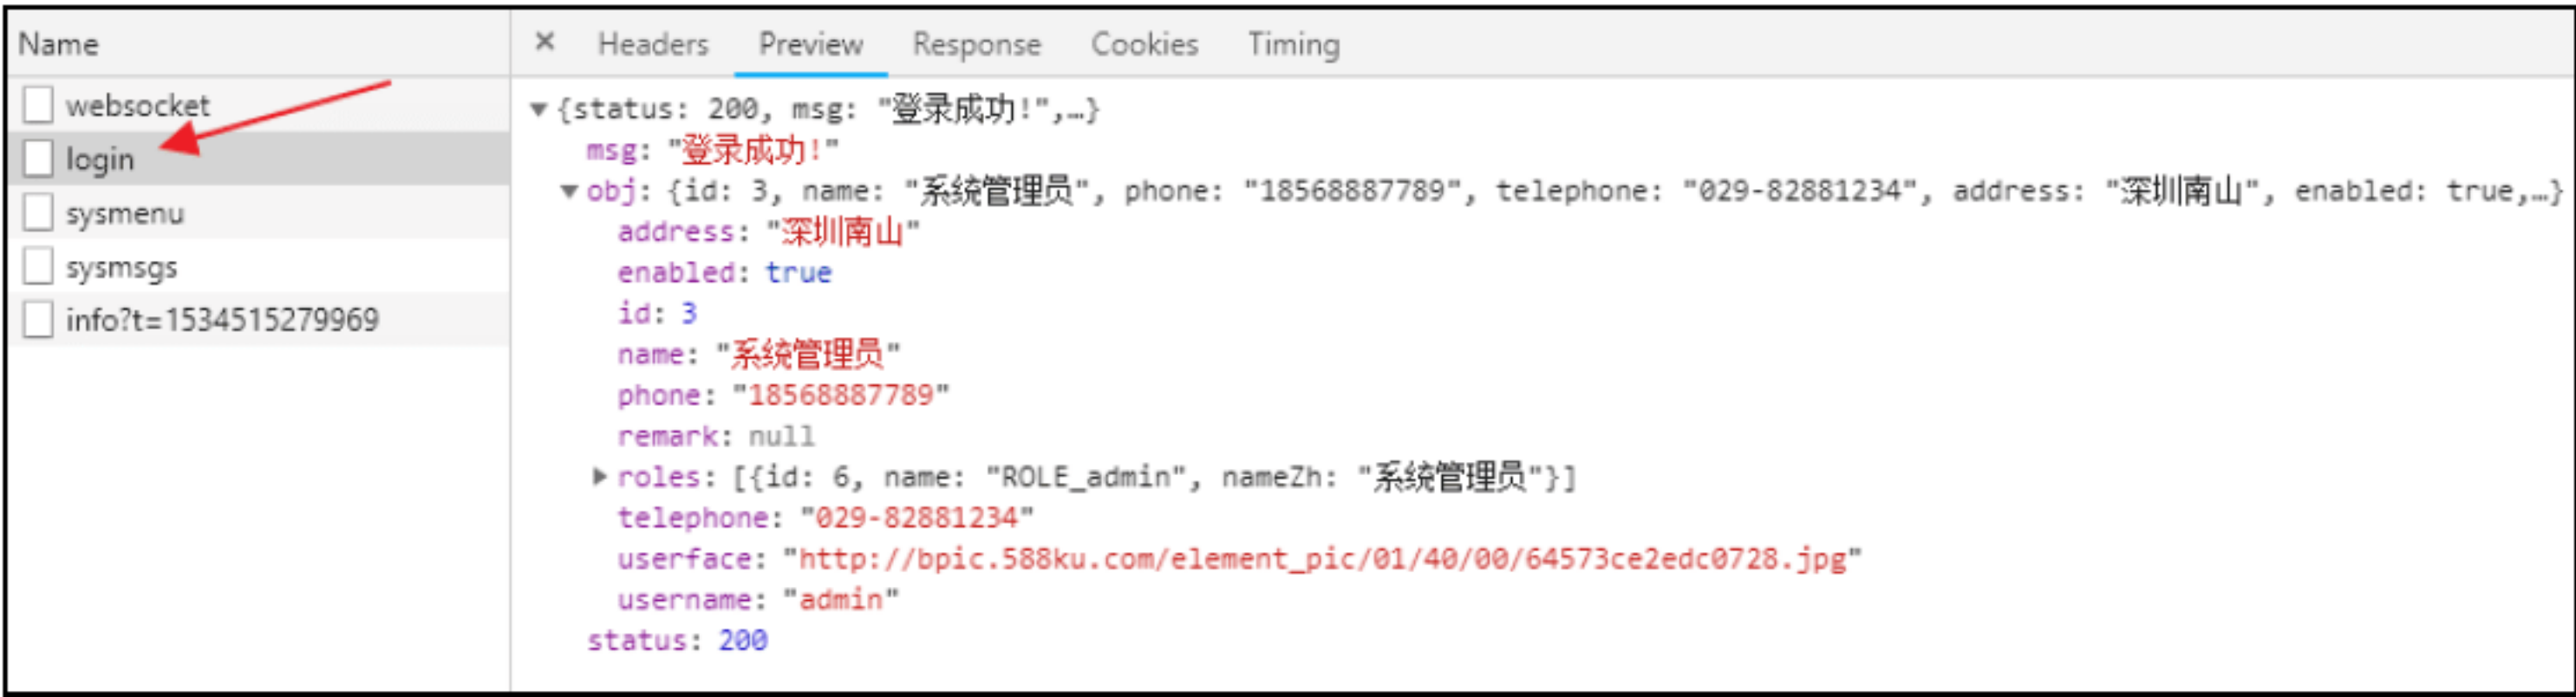 Name
websocket
login
sysmenu
sysmsgs
info?t=1534515279969
× Headers Preview Response Cookies Timing
▼{status: 200, msg: "登录成功!",…}
msg: "登录成功!"
▼obj: {id: 3, name: "系统管理员", phone: "18568887789", telephone: "029-82881234", address: "深圳南山", enabled: true,…}
address: "深圳南山"
enabled: true
id: 3
name: "系统管理员"
phone: "18568887789"
remark: null
▶roles: [{id: 6, name: "ROLE_admin", nameZh: "系统管理员"}]
telephone: "029-82881234"
userface: "http://bpic.588ku.com/element_pic/01/40/00/64573ce2edc0728.jpg"
username: "admin"
status: 200